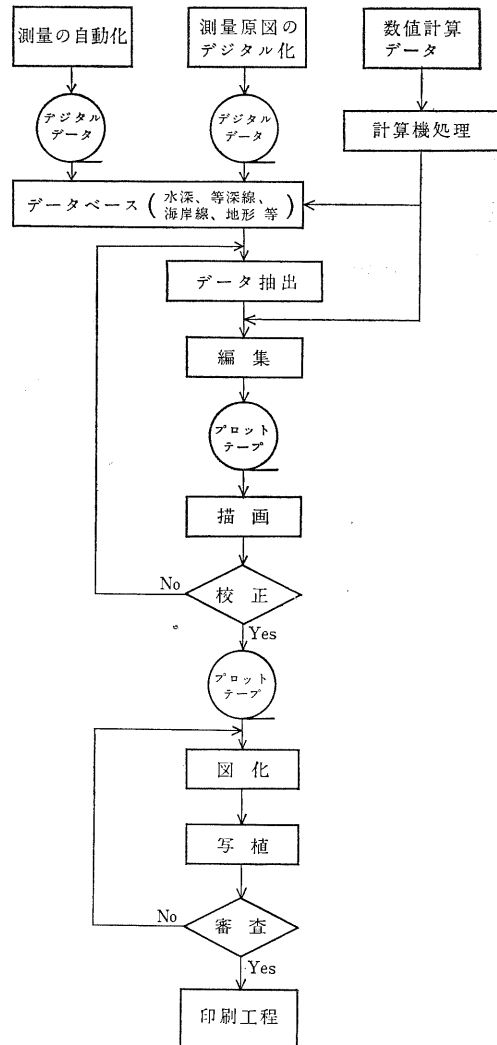 測量の自動化
測量原図の
デジタル化
数値計算
データ
デジタル
データ
デジタル
データ
計算機処理
データベース(水深、等深線、
海岸線、地形 等)
データ抽出
編集
プロット
テープ
描画
No
校正
Yes
プロット
テープ
図化
写植
No
審査
Yes
印刷工程